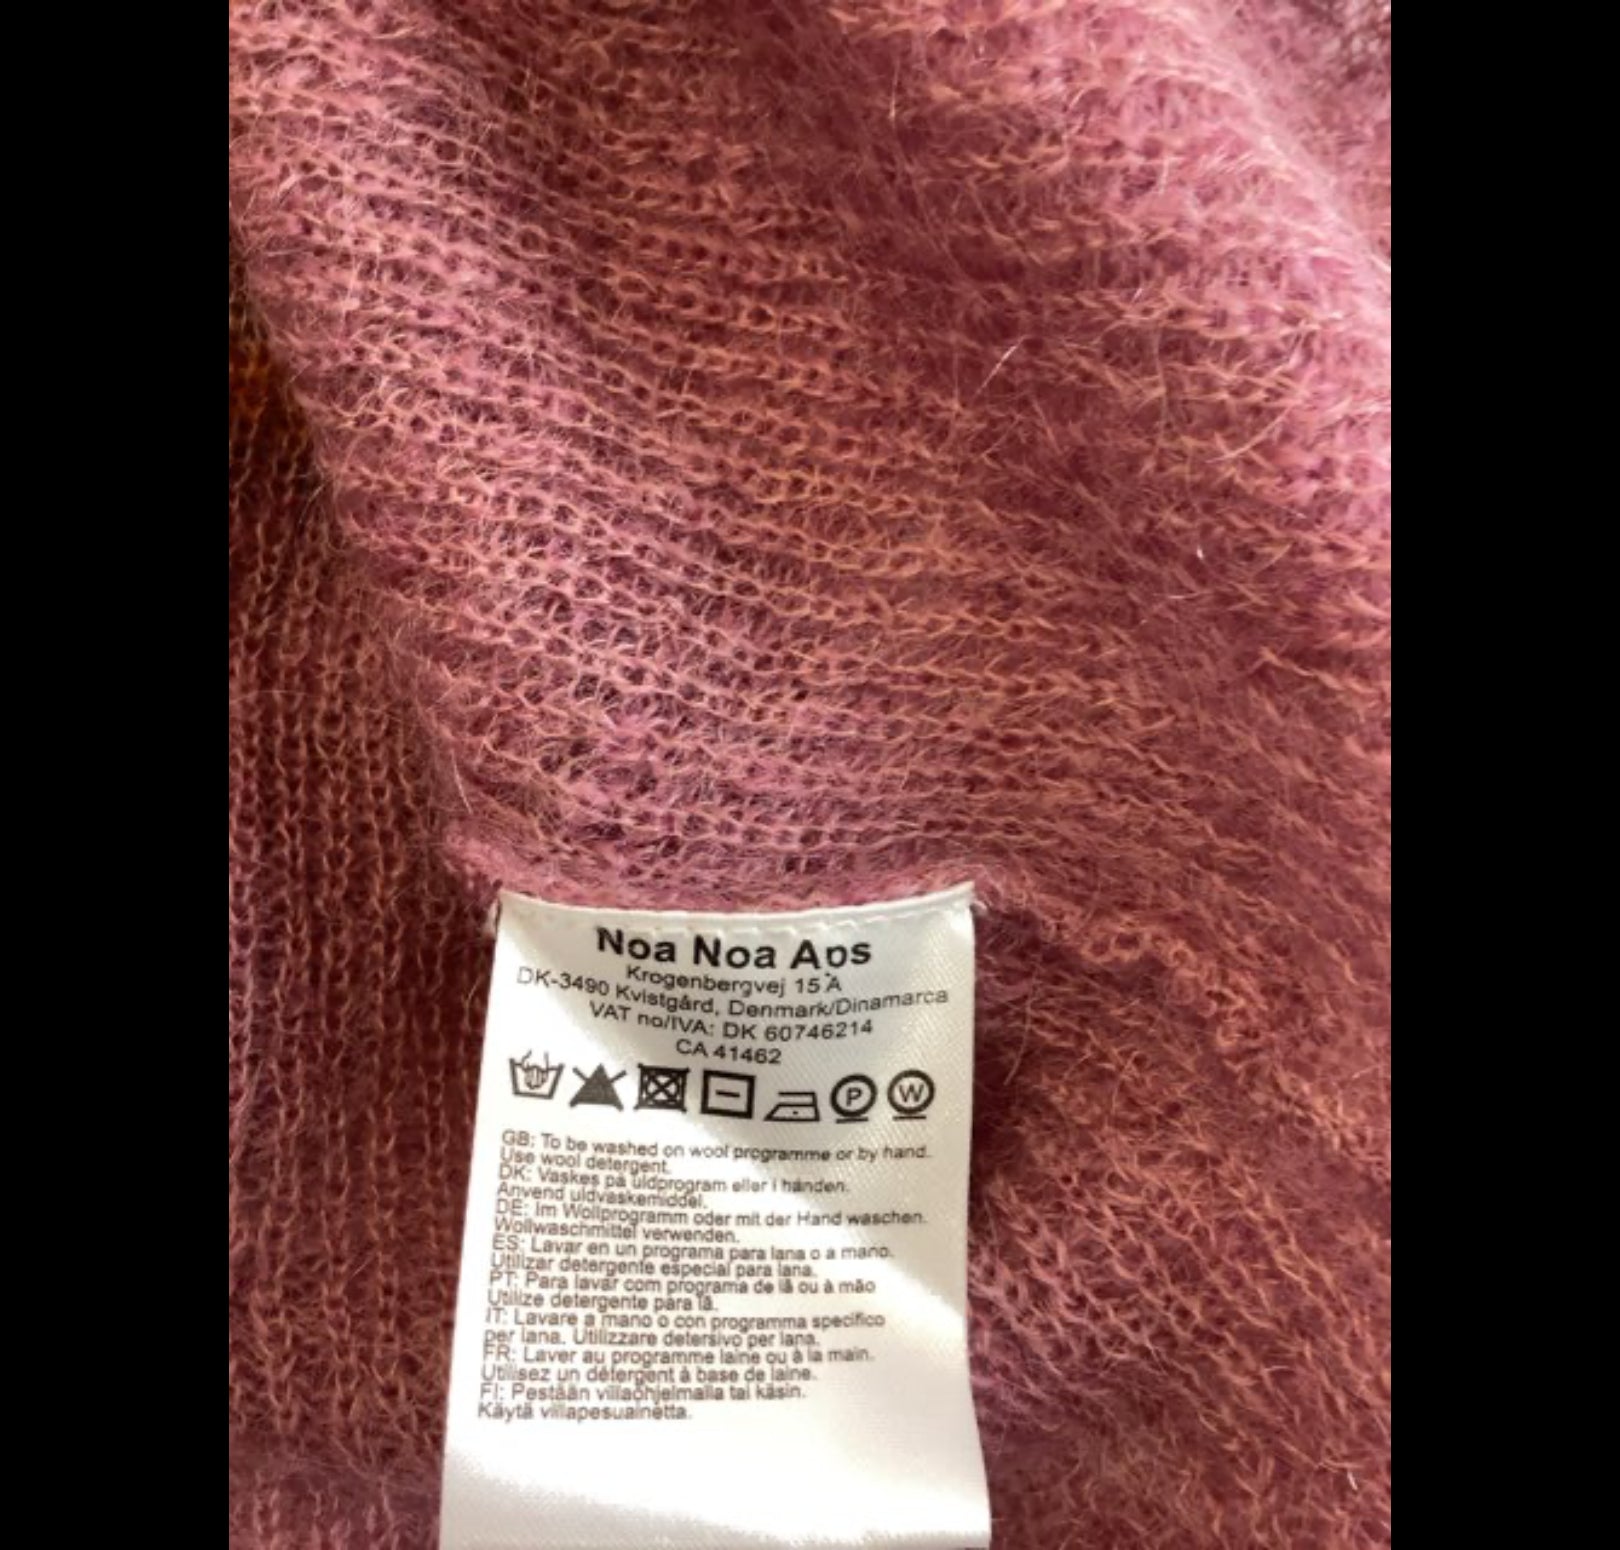 Noa Noa Aps
Krogenbergvej 15 A
DK-3490 Kvistgård, Denmark/Dinamarca
VAT no/IVA: DK 60746214
CA 41462
P W
GB: To be washed on wool programme or by hand.
Use wool detergent.
DK: Vaskes på uldprogram eller i hånden.
Anvend uldvaskemiddel.
DE: Im Wollprogramm oder mit der Hand waschen.
Wollwaschmittel verwenden.
ES: Lavar en un programa para lana o a mano.
Utilizar detergente especial para lana.
PT: Para lavar com programa de lã ou à mão
Utilize detergente para lã.
IT: Lavare a mano o con programma specifico
per lana. Utilizzare detersivo per lana.
FR: Laver au programme laine ou à la main.
Utilisez un détergent à base de laine.
FI: Pestään villaohjelmalla tai käsin.
Käytä villapesuainetta.